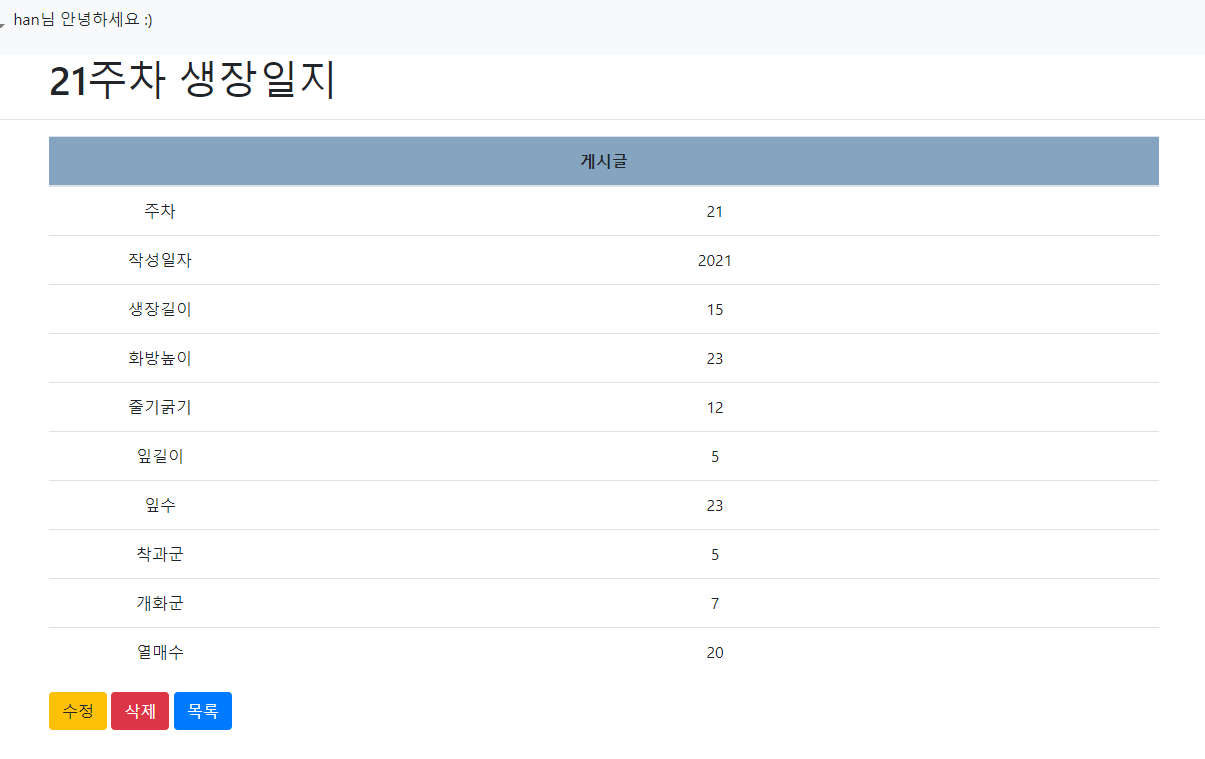 han님 안녕하세요 :)
21주차 생장일지
게시글
주차 21
작성일자 2021
생장길이 15
화방높이 23
줄기굵기 12
잎길이 5
잎수 23
착과군 5
개화군 7
열매수 20
수정 삭제 목록